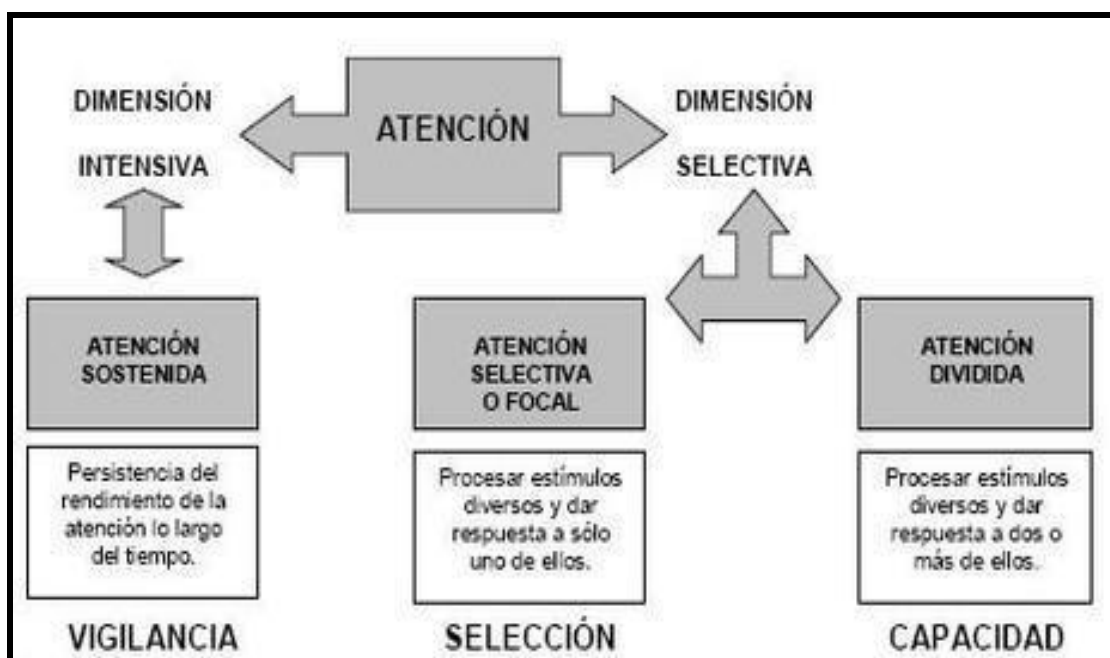 ATENCIÓN
DIMENSIÓN
INTENSIVA
DIMENSIÓN
SELECTIVA
ATENCIÓN
SOSTENIDA
Persistencia del
rendimiento de la
atención lo largo
del tiempo.
VIGILANCIA
ATENCIÓN
SELECTIVA
O FOCAL
Procesar estímulos
diversos y dar
respuesta a sólo
uno de ellos.
SELECCIÓN
ATENCIÓN
DIVIDIDA
Procesar estímulos
diversos y dar
respuesta a dos o
más de ellos.
CAPACIDAD